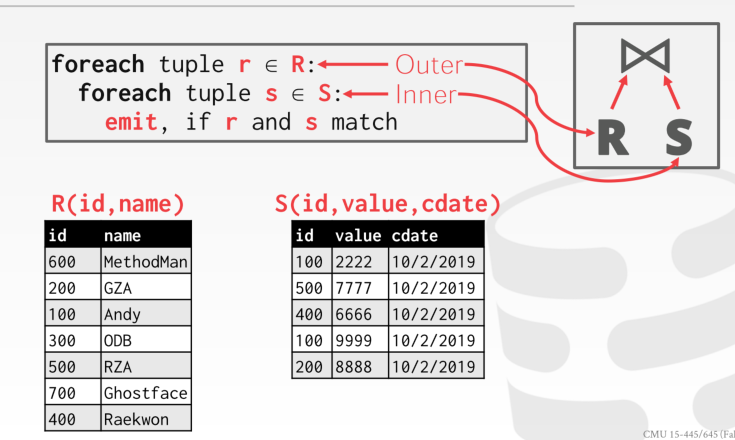 foreach tuple r ∈ R: Outer
foreach tuple s ∈ S: Inner
emit, if r and s match
⋈
R S
R(id,name)
id name
600 MethodMan
200 GZA
100 Andy
300 ODB
500 RZA
700 Ghostface
400 Raekwon
S(id,value,cdate)
id value cdate
100 2222 10/2/2019
500 7777 10/2/2019
400 6666 10/2/2019
100 9999 10/2/2019
200 8888 10/2/2019
CMU 15-445/645 (Fal